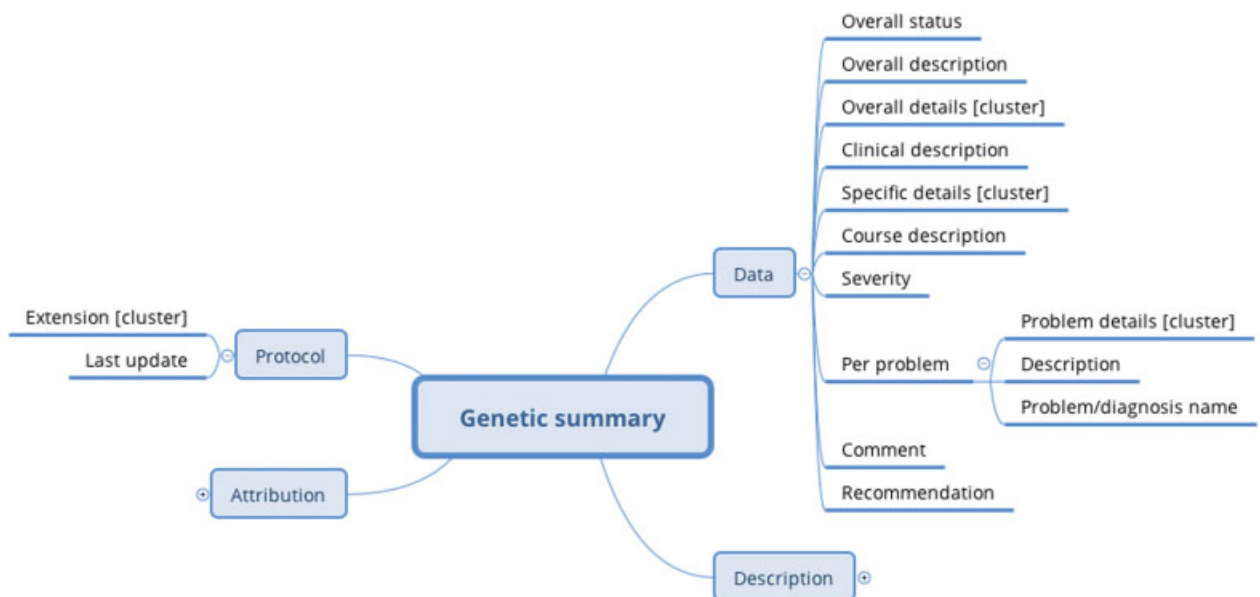 Overall status
Overall description
Overall details [cluster]
Clinical description
Specific details [cluster]
Course description
Data
Severity
Extension [cluster]
Problem details [cluster]
Protocol
Last update
Per problem
Description
Problem/diagnosis name
Genetic summary
Comment
Attribution
Recommendation
Description